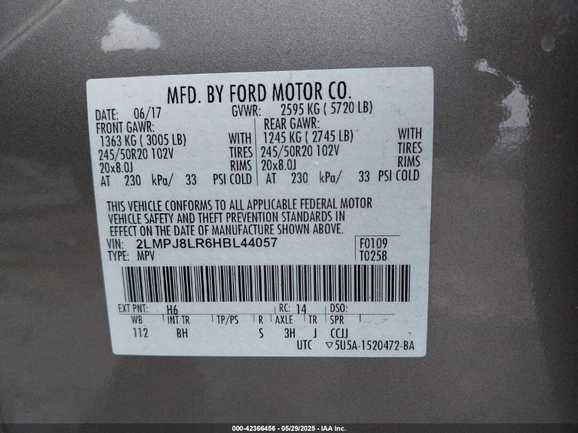 MFD. BY FORD MOTOR CO.
DATE: 06/17 GVWR: 2595 KG ( 5720 LB)
FRONT GAWR: REAR GAWR:
1363 KG ( 3005 LB) WITH 1245 KG ( 2745 LB) WITH
245/50R20 102V TIRES 245/50R20 102V TIRES
20x8.0J RIMS 20x8.0J RIMS
AT 230 kPa/ 33 PSI COLD AT 230 kPa/ 33 PSI COLD
THIS VEHICLE CONFORMS TO ALL APPLICABLE FEDERAL MOTOR
VEHICLE SAFETY AND THEFT PREVENTION STANDARDS IN
EFFECT ON THE DATE OF MANUFACTURE SHOWN ABOVE.
VIN: 2LMPJ8LR6HBL44057 F0109
TYPE: MPV T0258
EXT PNT: H6 RC: 14 DSO:
WB INT TR TP/PS R AXLE TR SPR
112 BH S 3H J CCJJ
UTC ▽5U5A-1520472-BA
000-42366456 - 05/29/2025 - IAA Inc.